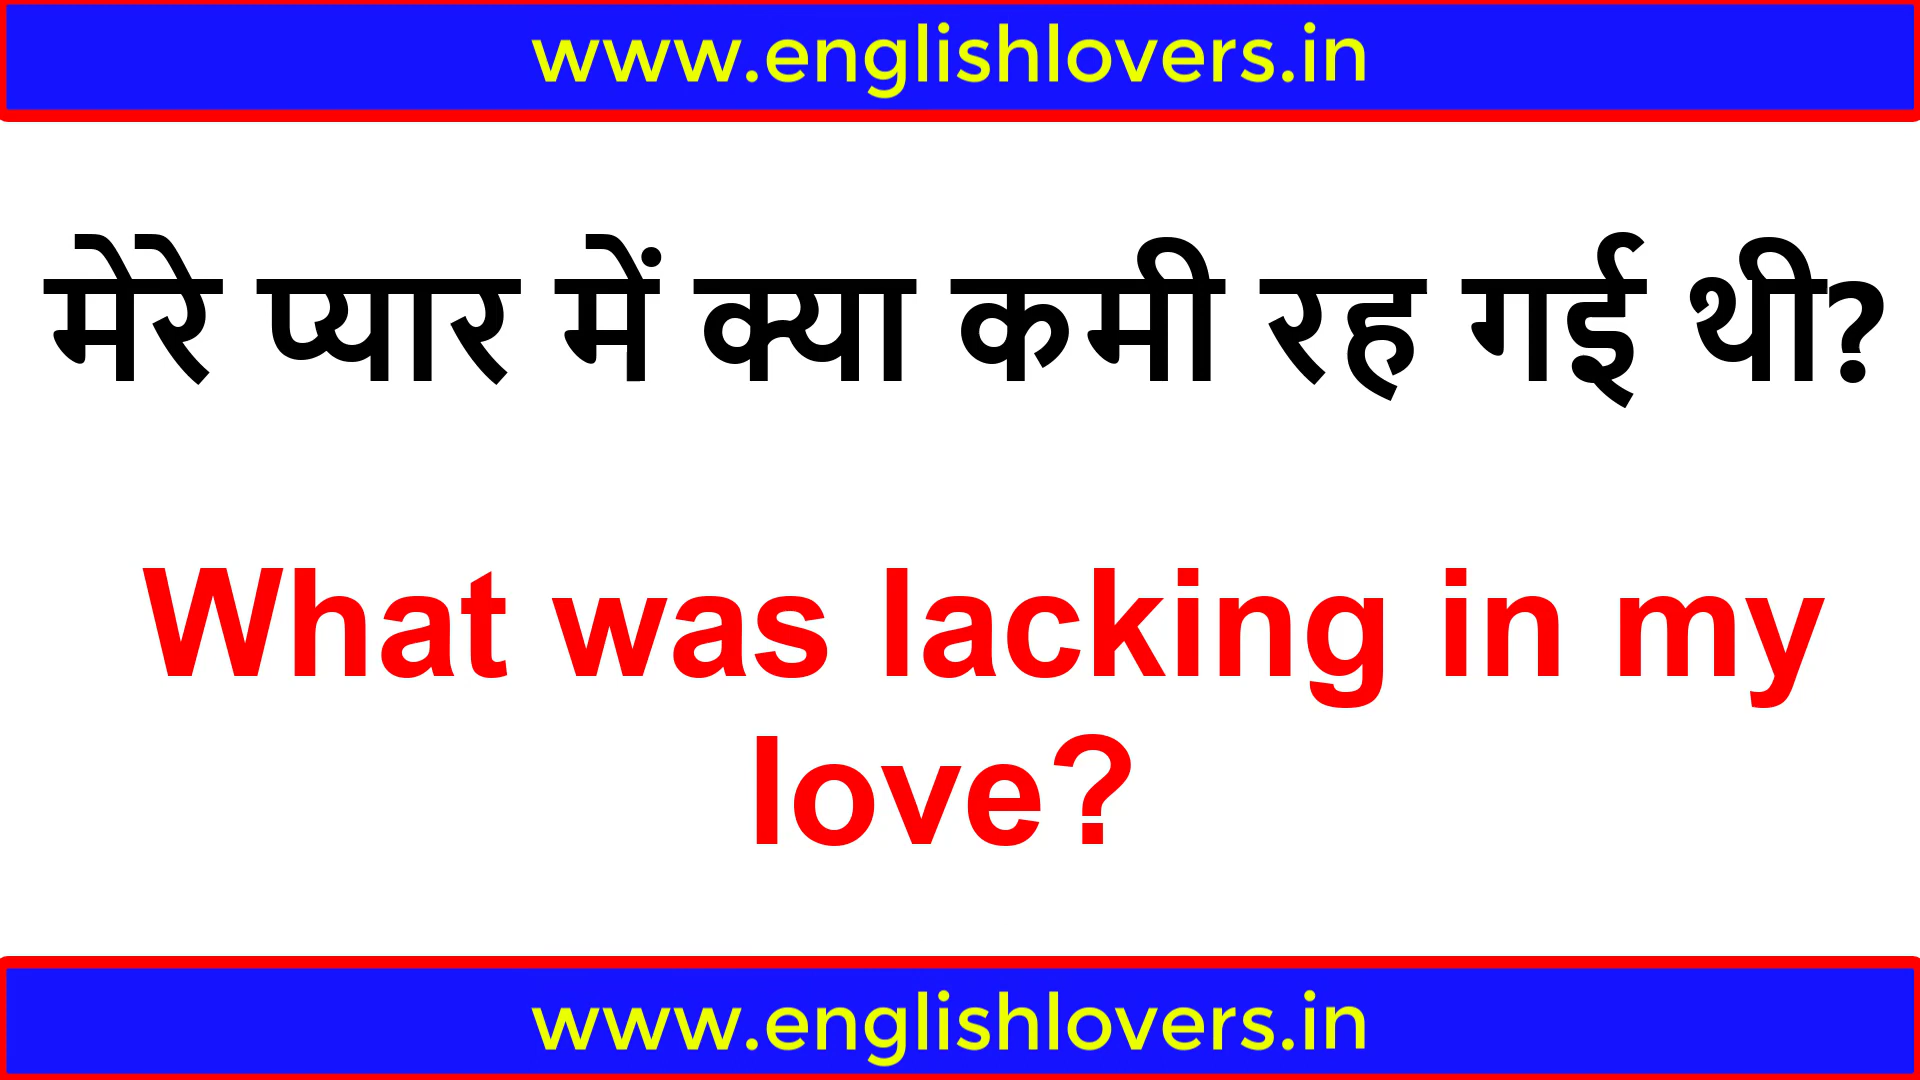 www.englishlovers.in
मेरे प्यार में क्या कमी रह गई थी?
What was lacking in my
love?
www.englishlovers.in